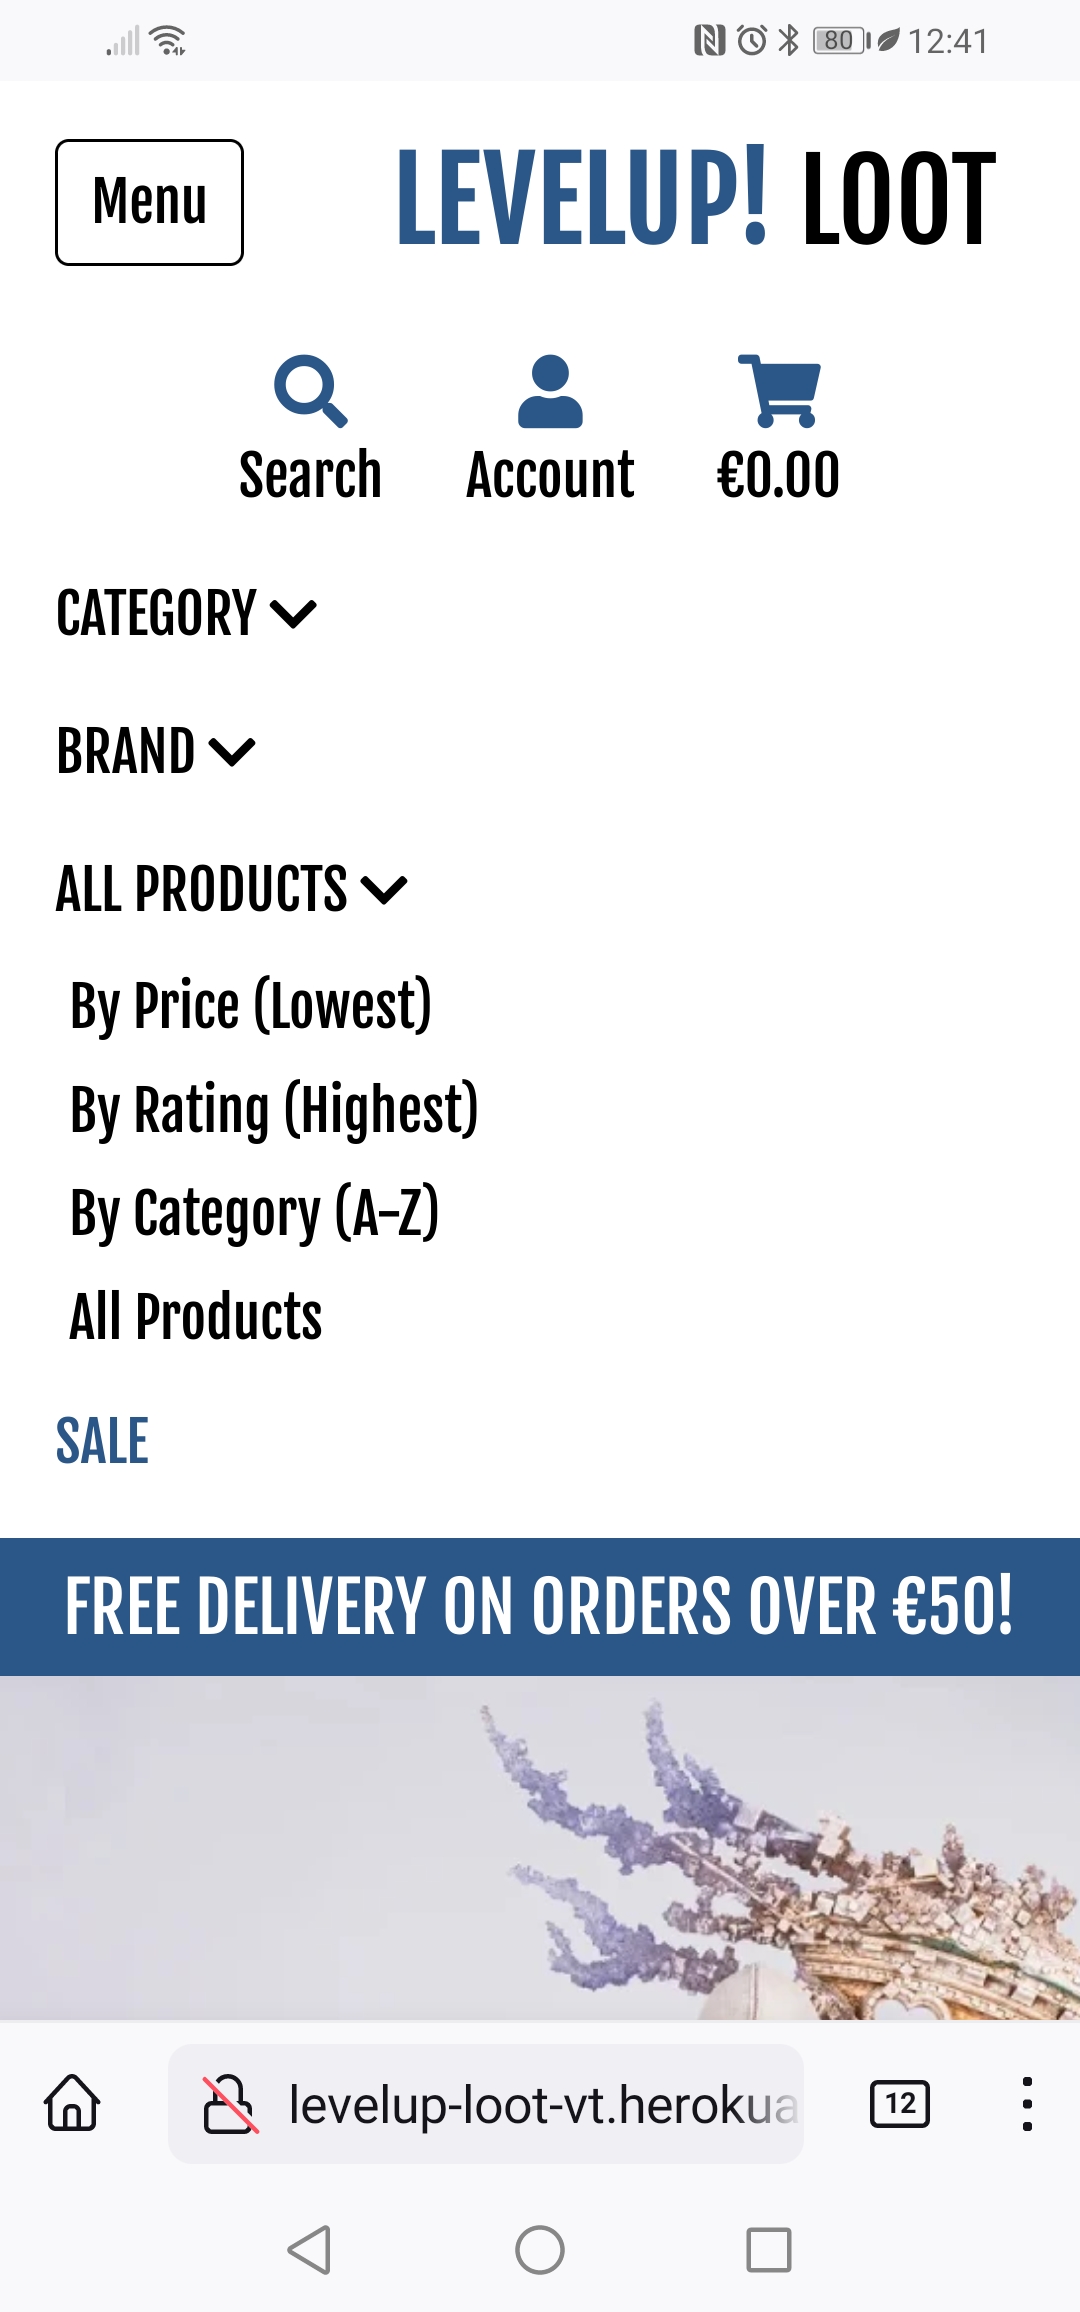 80 12:41
Menu
LEVELUP! LOOT
Search Account €0.00
CATEGORY
BRAND
ALL PRODUCTS
By Price (Lowest)
By Rating (Highest)
By Category (A-Z)
All Products
SALE
FREE DELIVERY ON ORDERS OVER €50!
levelup-loot-vt.herokua
12